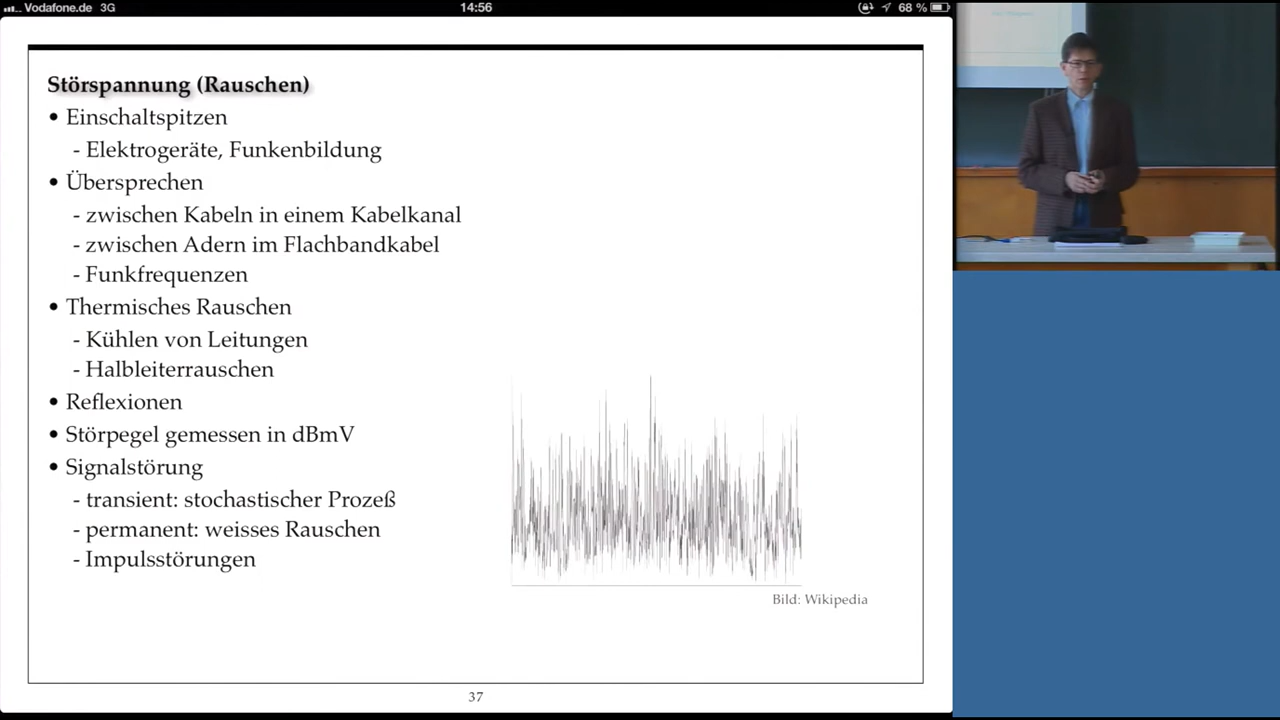 Vodafone.de 3G
14:56
68 %
Störspannung (Rauschen)
• Einschaltspitzen
- Elektrogeräte, Funkenbildung
• Übersprechen
- zwischen Kabeln in einem Kabelkanal
- zwischen Adern im Flachbandkabel
- Funkfrequenzen
• Thermisches Rauschen
- Kühlen von Leitungen
- Halbleiterrauschen
• Reflexionen
• Störpegel gemessen in dBmV
• Signalstörung
- transient: stochastischer Prozeß
- permanent: weisses Rauschen
- Impulsstörungen
Bild: Wikipedia
37